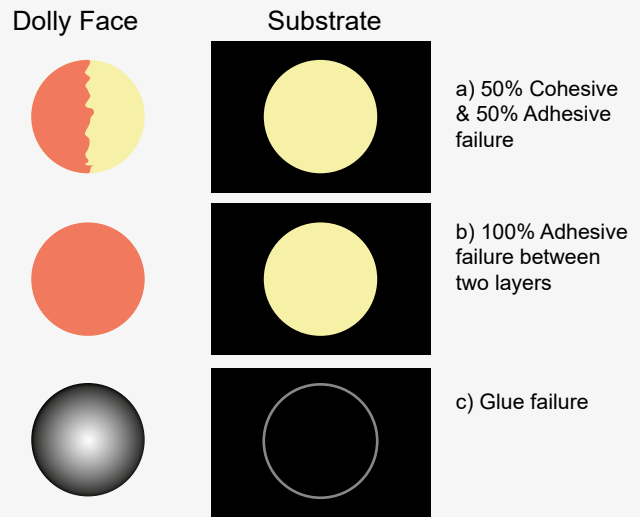 Dolly Face
Substrate
a) 50% Cohesive
& 50% Adhesive
failure
b) 100% Adhesive
failure between
two layers
c) Glue failure